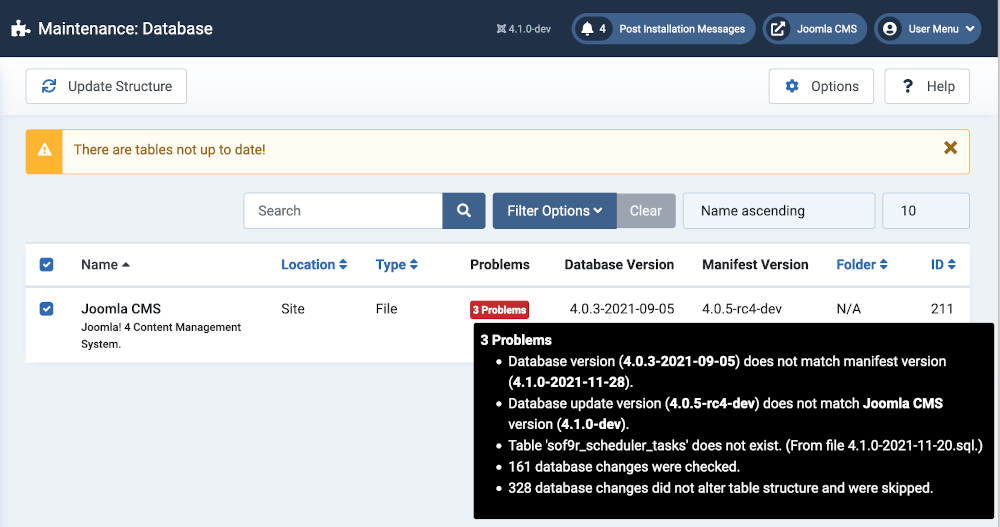 Maintenance: Database
4.1.0-dev
4 Post Installation Messages
Joomla CMS
User Menu
Update Structure
Options
? Help
There are tables not up to date!
Search
Filter Options
Clear
Name ascending
10
Name Location Type Problems Database Version Manifest Version Folder ID
Joomla CMS Site File 3 Problems 4.0.3-2021-09-05 4.0.5-rc4-dev N/A 211
Joomla! 4 Content Management
System.
3 Problems
• Database version (4.0.3-2021-09-05) does not match manifest version
(4.1.0-2021-11-28).
• Database update version (4.0.5-rc4-dev) does not match Joomla CMS
version (4.1.0-dev).
• Table 'sof9r_scheduler_tasks' does not exist. (From file 4.1.0-2021-11-20.sql.)
• 161 database changes were checked.
• 328 database changes did not alter table structure and were skipped.